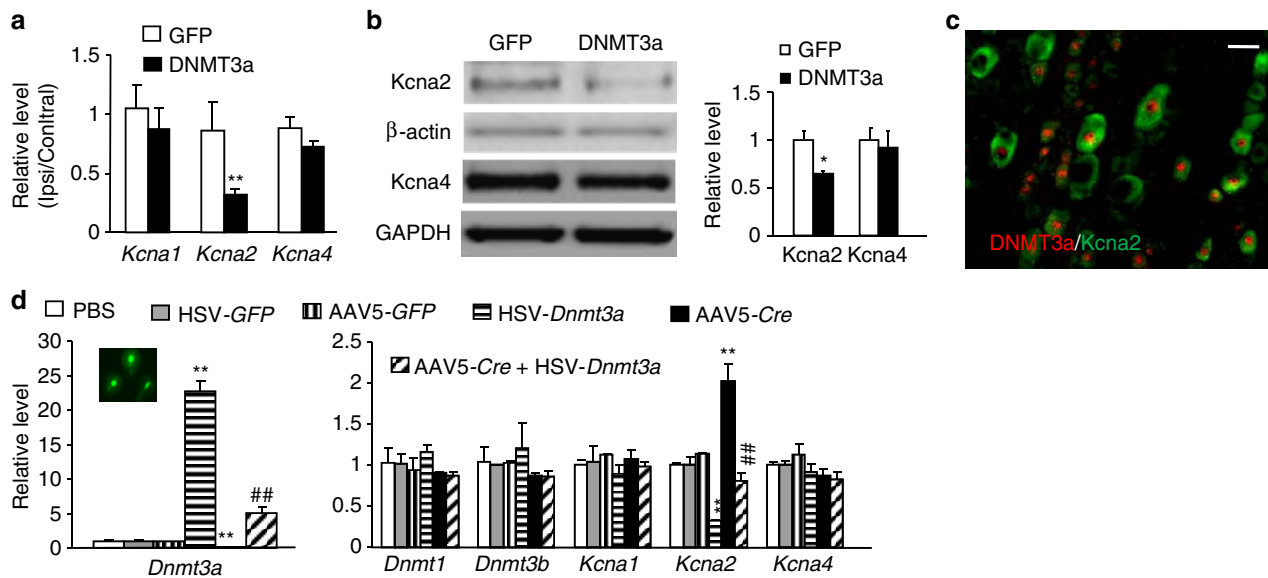 a
GFP
DNMT3a
Relative level
(Ipsi/Conltral)
1.5
1
0.5
0
**
Kcna1 Kcna2 Kcna4
b
GFP DNMT3a
Kcna2
β-actin
Kcna4
GAPDH
GFP
DNMT3a
Relative level
1.5
1
0.5
0
*
Kcna2 Kcna4
c
DNMT3a/Kcna2
d
PBS HSV-GFP AAV5-GFP HSV-Dnmt3a AAV5-Cre
AAV5-Cre + HSV-Dnmt3a
Relative level
30
25
20
15
10
5
0
**
**
##
Dnmt3a
2.5
2
1.5
1
0.5
0
**
**
##
Dnmt1 Dnmt3b Kcna1 Kcna2 Kcna4